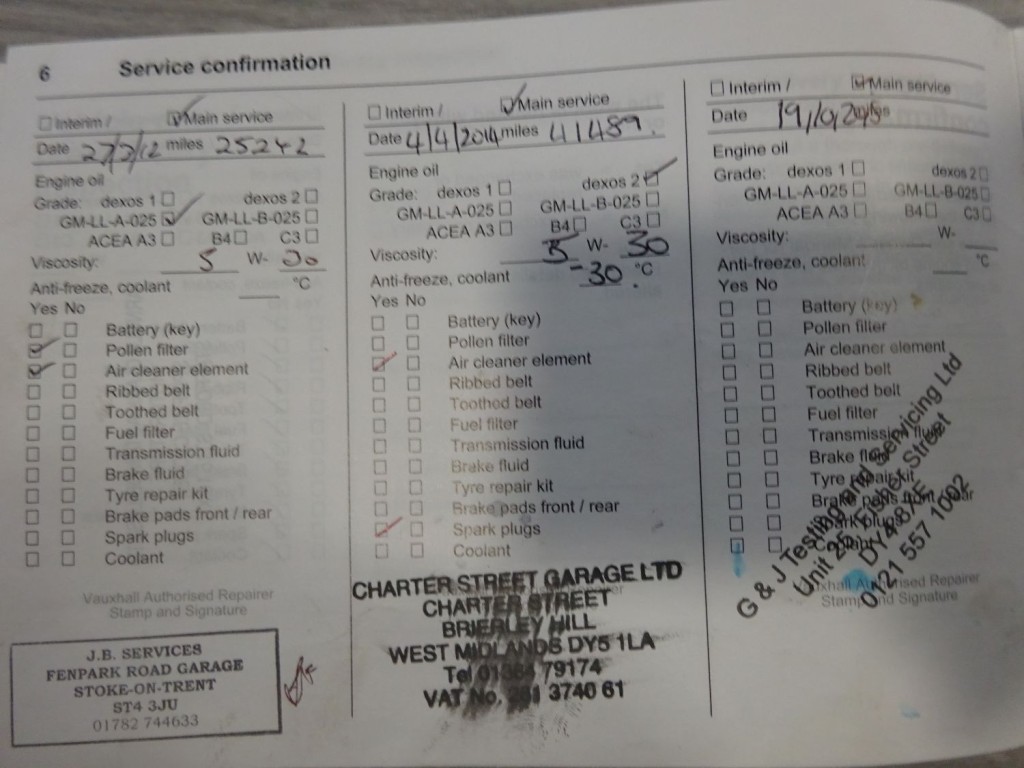 6 Service confirmation
Interim / Main service
Date 27/2/12 miles 25242
Engine oil
Grade: dexos 1 dexos 2
GM-LL-A-025 GM-LL-B-025
ACEA A3 B4 C3
Viscosity: 5 W- 30
Anti-freeze, coolant °C
Yes No
Battery (key)
Pollen filter
Air cleaner element
Ribbed belt
Toothed belt
Fuel filter
Transmission fluid
Brake fluid
Tyre repair kit
Brake pads front / rear
Spark plugs
Coolant
Vauxhall Authorised Repairer
Stamp and Signature
J.B. SERVICES
FENPARK ROAD GARAGE
STOKE-ON-TRENT
ST4 3JU
01782 744633
Interim / Main service
Date 4/4/2014 miles 41489.
Engine oil
Grade: dexos 1 dexos 2
GM-LL-A-025 GM-LL-B-025
ACEA A3 B4 C3
Viscosity: 5 W- 30
Anti-freeze, coolant -30 °C
Yes No
Battery (key)
Pollen filter
Air cleaner element
Ribbed belt
Toothed belt
Fuel filter
Transmission fluid
Brake fluid
Tyre repair kit
Brake pads front / rear
Spark plugs
Coolant
CHARTER STREET GARAGE LTD
CHARTER STREET
BRIERLEY HILL
WEST MIDLANDS DY5 1LA
Tel 79174
VAT No. 3740 61
Interim / Main service
Date
Engine oil
Grade: dexos 1 dexos 2
GM-LL-A-025 GM-LL-B-025
ACEA A3 B4 C3
Viscosity: W-
Anti-freeze, coolant °C
Yes No
Battery (key)
Pollen filter
Air cleaner element
Ribbed belt
Toothed belt
Fuel filter
Transmission fluid
Brake fluid
Tyre repair kit
Brake pads front / rear
Spark plugs
Coolant
Vauxhall Authorised Repairer
Stamp and Signature
G & J Testing and Servicing Ltd
Unit Street
DY4 8XE
0121 557 1002